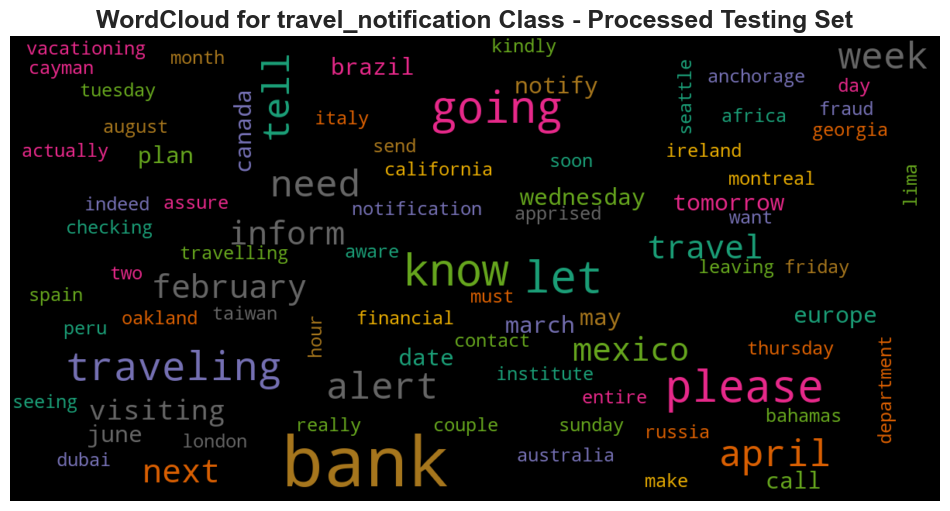 WordCloud for travel_notification Class - Processed Testing Set
vacationing
cayman
month
tuesday
august
actually
plan
canada
tell
brazil
italy
send
california
kindly
going
notify
soon
seattle
anchorage
week
day
fraud
africa
georgia
ireland
montreal
lima
need
wednesday
apprised
tomorrow
want
indeed
assure
notification
checking
inform
travelling
aware
know
let
travel
leaving
friday
two
february
must
spain
oakland
taiwan
peru
hour
financial
march
may
europe
contact
date
mexico
thursday
department
traveling
alert
institute
entire
please
seeing
visiting
bahamas
june
london
really
couple
sunday
russia
dubai
next
bank
australia
april
make
call